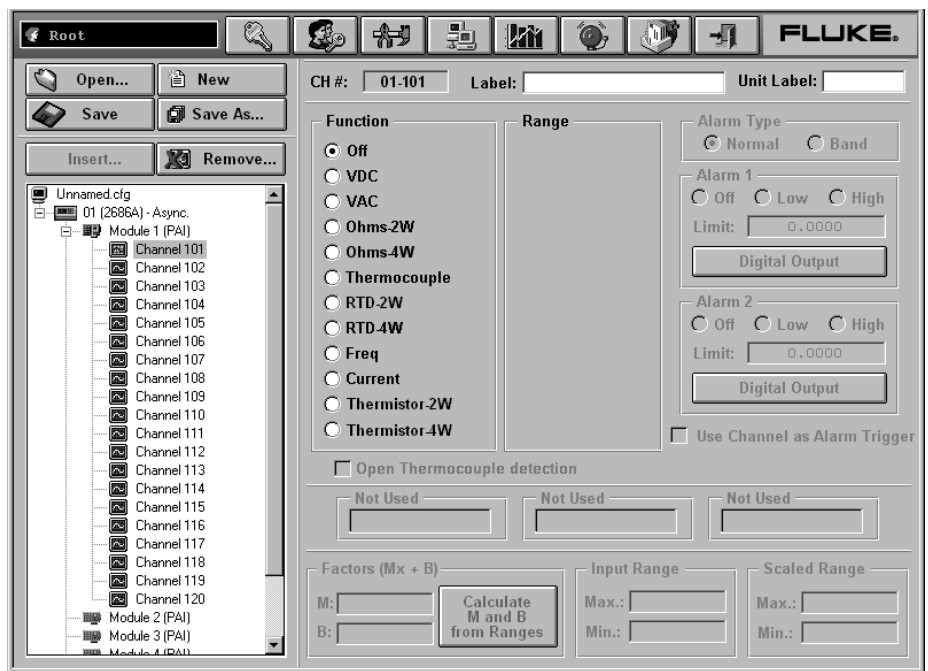 Root
FLUKE®
Open...
New
Save
Save As...
Insert...
Remove...
Unnamed.cfg
01 (2686A) - Async.
Module 1 (PAI)
Channel 101
Channel 102
Channel 103
Channel 104
Channel 105
Channel 106
Channel 107
Channel 108
Channel 109
Channel 110
Channel 111
Channel 112
Channel 113
Channel 114
Channel 115
Channel 116
Channel 117
Channel 118
Channel 119
Channel 120
Module 2 (PAI)
Module 3 (PAI)
Module 4 (PAI)
CH #: 01-101 Label: Unit Label:
Function
Off
VDC
VAC
Ohms-2W
Ohms-4W
Thermocouple
RTD-2W
RTD-4W
Freq
Current
Thermistor-2W
Thermistor-4W
Range
Alarm Type
Normal Band
Alarm 1
Off Low High
Limit: 0.0000
Digital Output
Alarm 2
Off Low High
Limit: 0.0000
Digital Output
Use Channel as Alarm Trigger
Open Thermocouple detection
Not Used
Not Used
Not Used
Factors (Mx + B)
M:
B:
Calculate
M and B
from Ranges
Input Range
Max.:
Min.:
Scaled Range
Max.:
Min.: